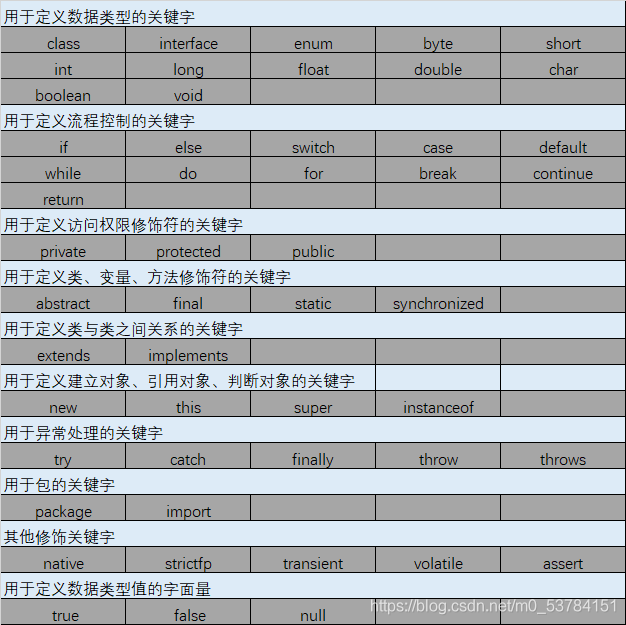 用于定义数据类型的关键字
class interface enum byte short
int long float double char
boolean void
用于定义流程控制的关键字
if else switch case default
while do for break continue
return
用于定义访问权限修饰符的关键字
private protected public
用于定义类、变量、方法修饰符的关键字
abstract final static synchronized
用于定义类与类之间关系的关键字
extends implements
用于定义建立对象、引用对象、判断对象的关键字
new this super instanceof
用于异常处理的关键字
try catch finally throw throws
用于包的关键字
package import
其他修饰关键字
native strictfp transient volatile assert
用于定义数据类型值的字面量
true false null
https://blog.csdn.net/m0_53784151